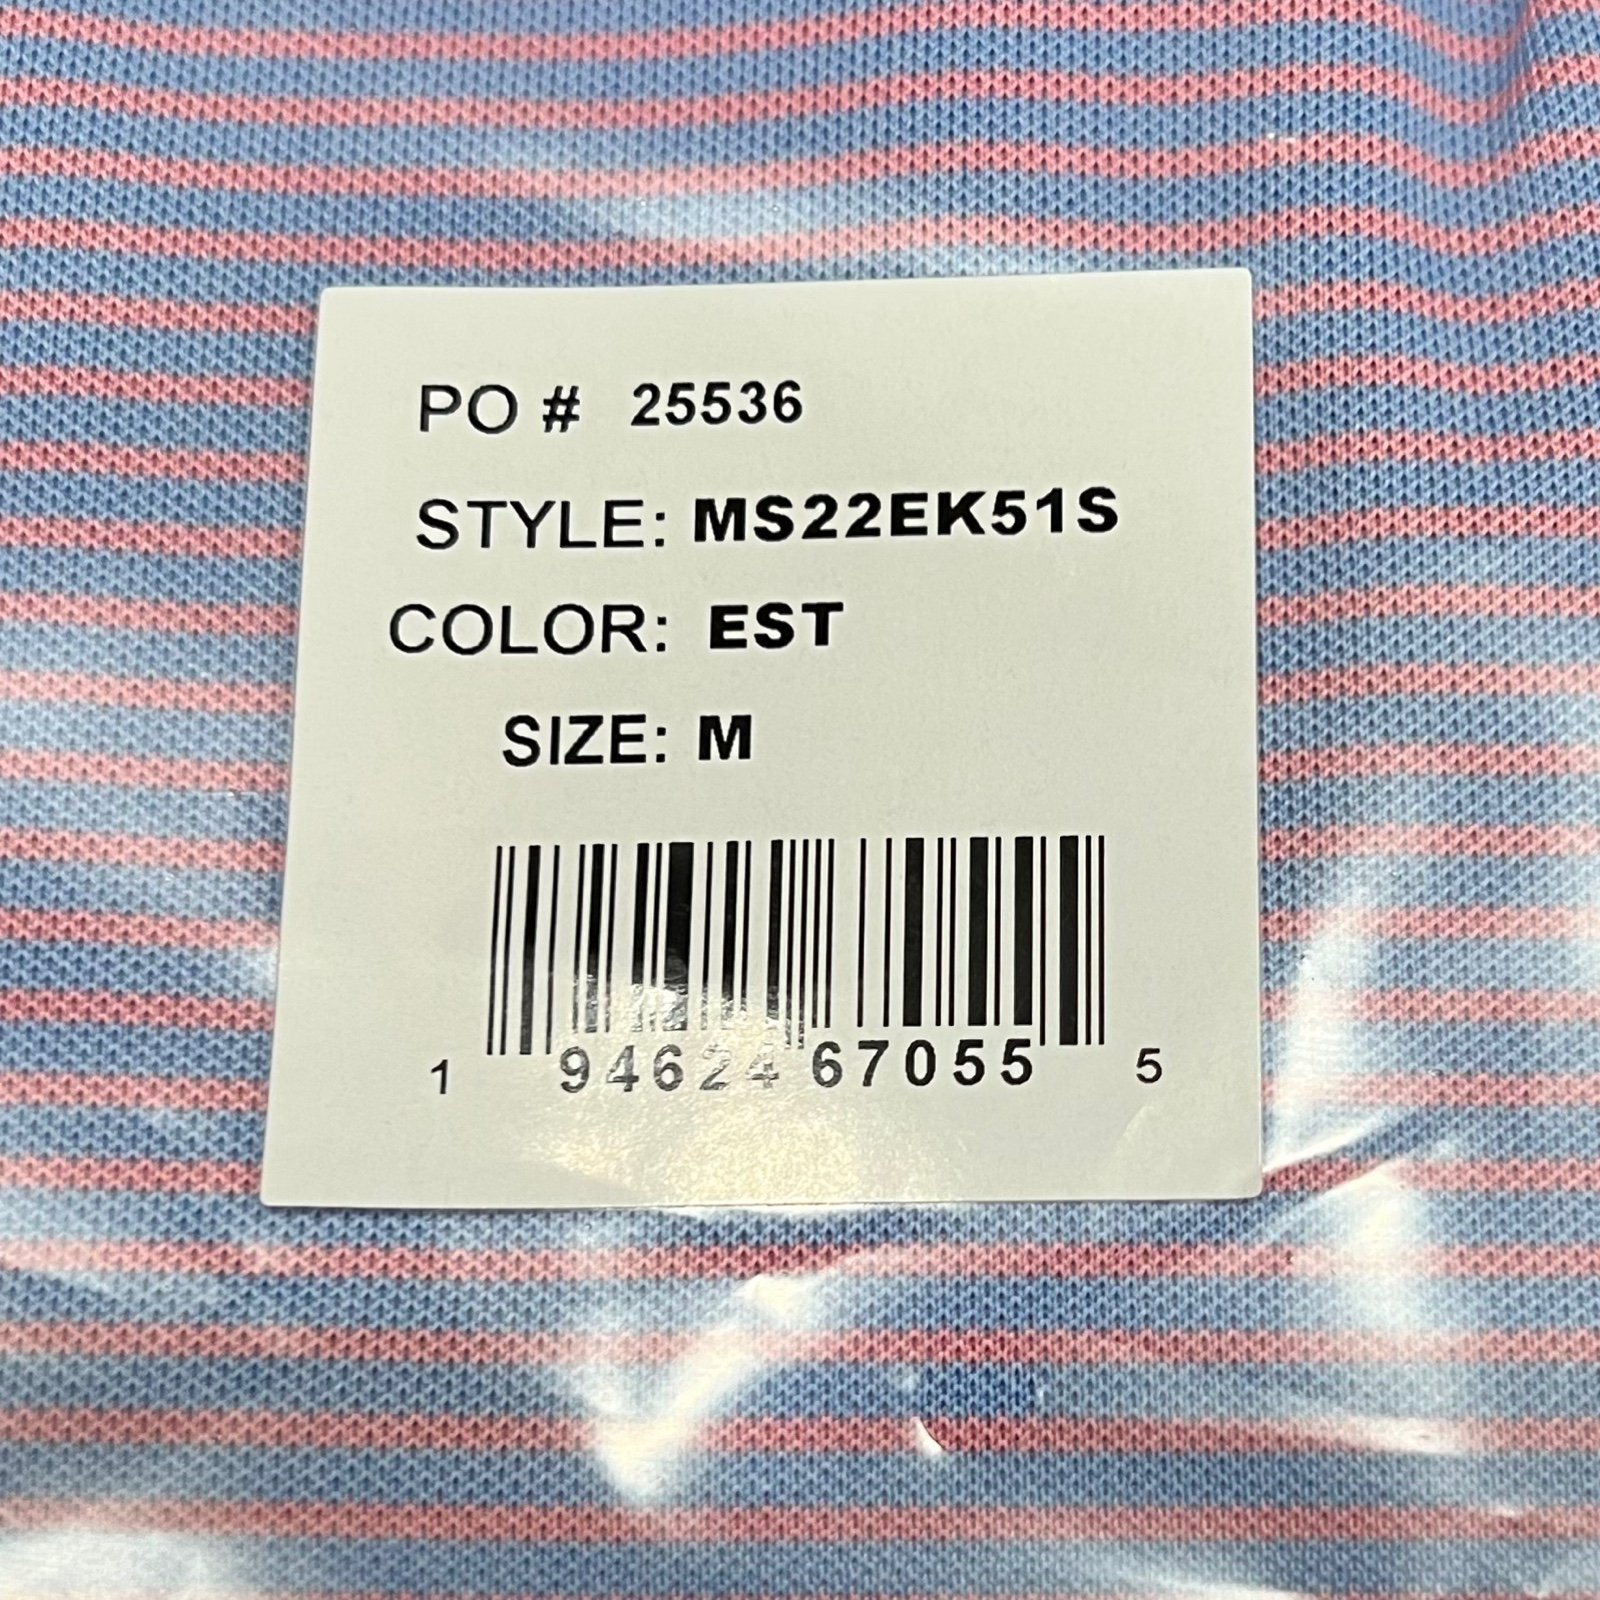 PO # 25536
STYLE: MS22EK51S
COLOR: EST
SIZE: M
1 94624 67055 5